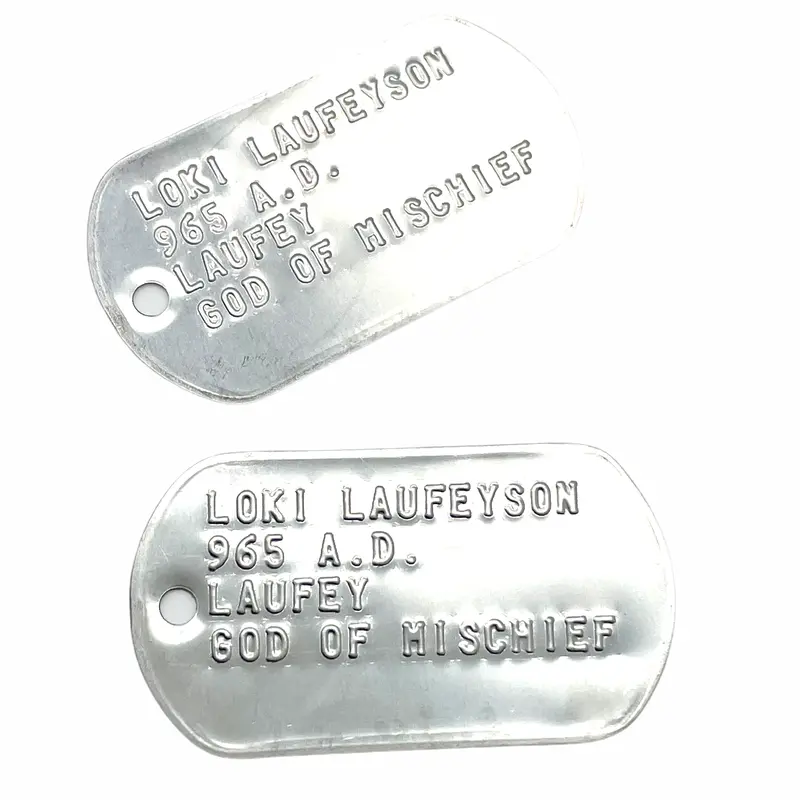 LOKI LAUFEYSON
965 A.D.
LAUFEY
GOD OF MISCHIEF
LOKI LAUFEYSON
965 A.D.
LAUFEY
GOD OF MISCHIEF